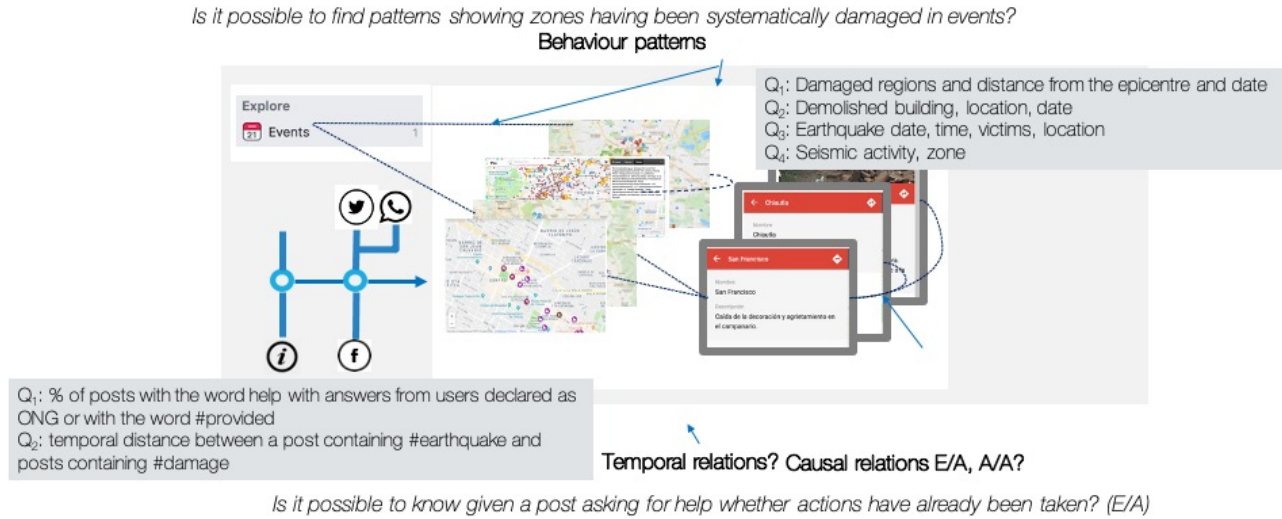 Is it possible to find patterns showing zones having been systematically damaged in events?
Behaviour patterns
Q1: Damaged regions and distance from the epicentre and date
Q2: Demolished building, location, date
Q3: Earthquake date, time, victims, location
Q4: Seismic activity, zone
Explore
21 Events 1
Chiautla
Nombre
Chiautla
San Francisco
Nombre
San Francisco
Descripción
Caída de la decoración y agrietamiento en
el campanario.
i
f
Q1: % of posts with the word help with answers from users declared as
ONG or with the word #provided
Q2: temporal distance between a post containing #earthquake and
posts containing #damage
Temporal relations? Causal relations E/A, A/A?
Is it possible to know given a post asking for help whether actions have already been taken? (E/A)